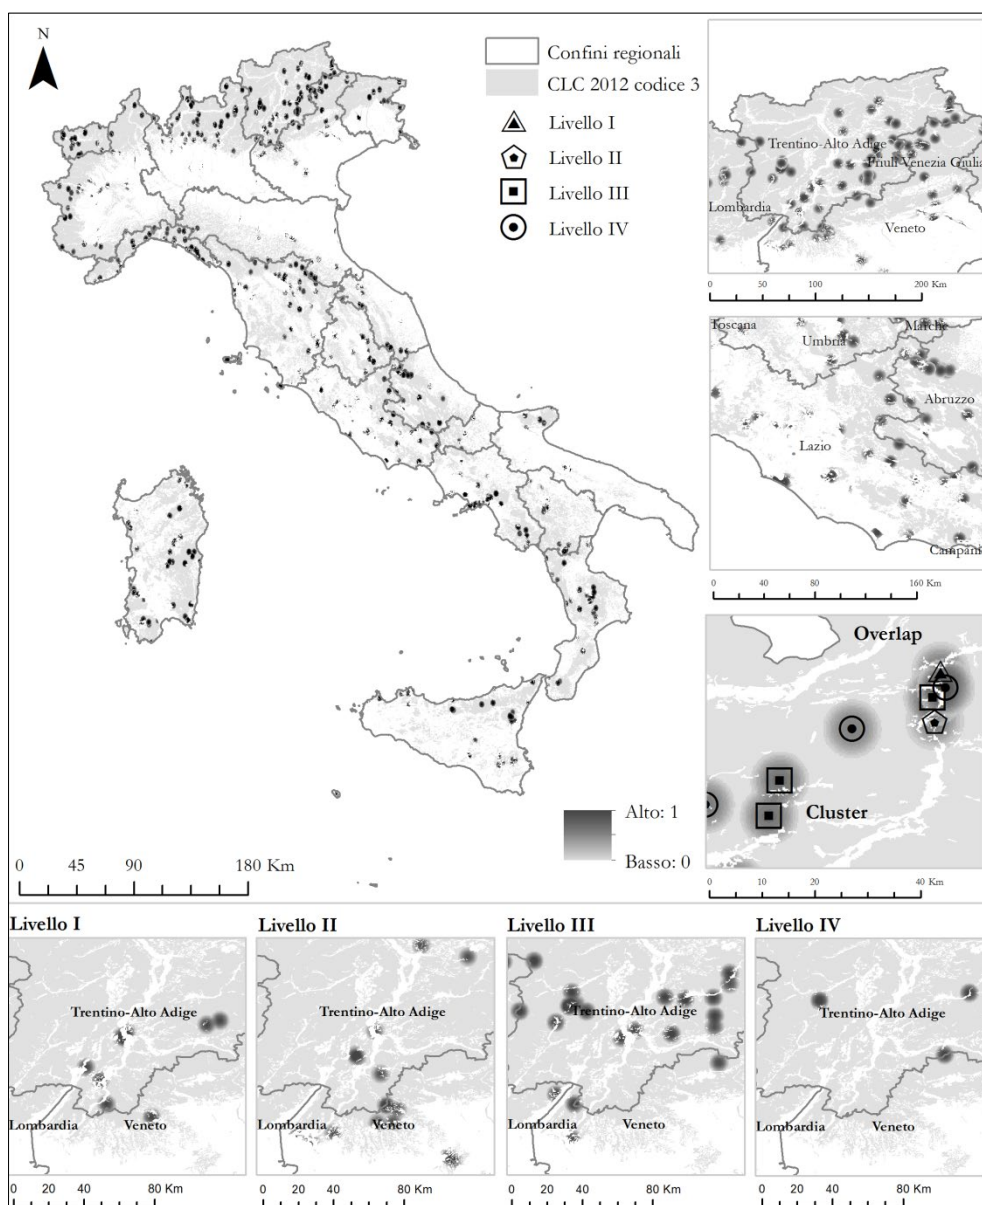 N
Confini regionali
CLC 2012 codice 3
Livello I
Livello II
Livello III
Livello IV
Trentino-Alto Adige
Friuli-Venezia Giulia
Lombardia
Veneto
0 50 100 200 Km
Toscana
Marche
Umbria
Abruzzo
Lazio
Campani
0 40 80 160 Km
Overlap
Cluster
0 10 20 40 Km
Alto: 1
Basso: 0
0 45 90 180 Km
Livello I
Trentino-Alto Adige
Lombardia Veneto
0 20 40 80 Km
Livello II
Trentino-Alto Adige
Lombardia Veneto
0 20 40 80 Km
Livello III
Trentino-Alto Adige
Lombardia Veneto
0 20 40 80 Km
Livello IV
Trentino-Alto Adige
Lombardia Veneto
0 20 40 80 Km